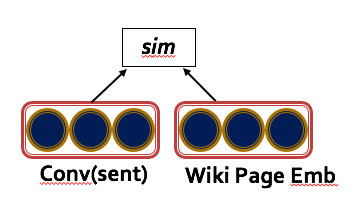 sim
Conv(sent)
Wiki Page Emb